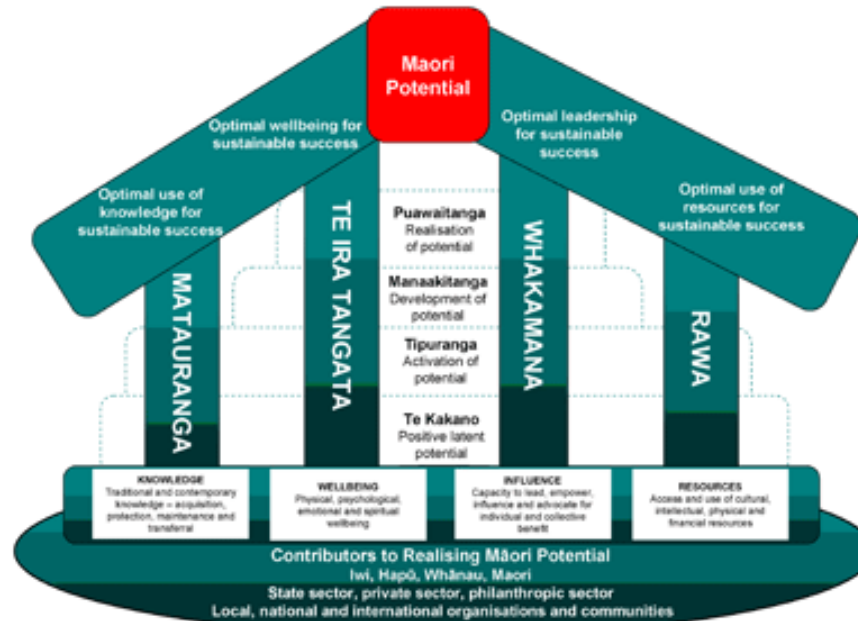 Maori
Potential
Optimal wellbeing for
sustainable success
Optimal leadership
for sustainable
success
Optimal use of
knowledge for
sustainable success
Optimal use of
resources for
sustainable success
MATAURANGA
TE IRA TANGATA
WHAKAMANA
RAWA
Puawaitanga
Realisation
of potential
Manaakitanga
Development of
potential
Tipuranga
Activation of
potential
Te Kakano
Positive latent
potential
KNOWLEDGE
Traditional and contemporary
knowledge – acquisition,
protection, maintenance and
transferral
WELLBEING
Physical, psychological,
emotional and spiritual
wellbeing
INFLUENCE
Capacity to lead, empower,
influence and advocate for
individual and collective
benefit
RESOURCES
Access and use of cultural,
intellectual, physical and
financial resources
Contributors to Realising Māori Potential
Iwi, Hapū, Whānau, Maori
State sector, private sector, philanthropic sector
Local, national and international organisations and communities